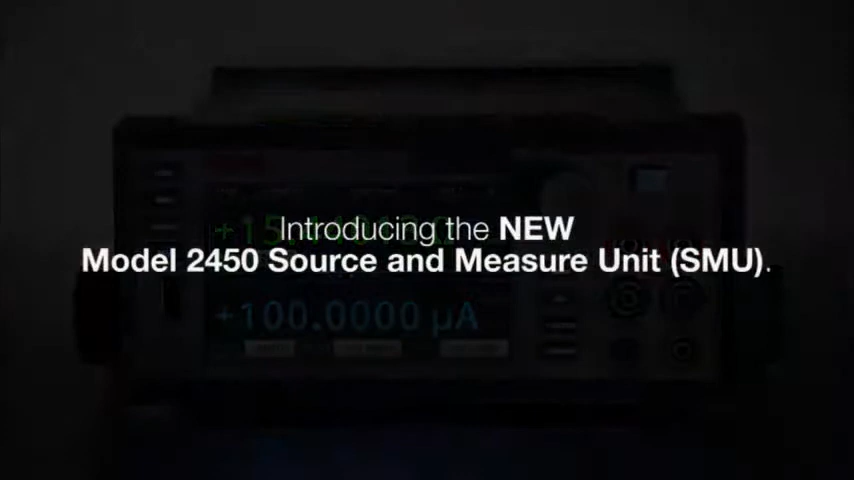 Introducing the NEW
Model 2450 Source and Measure Unit (SMU).
+100.0000 µA